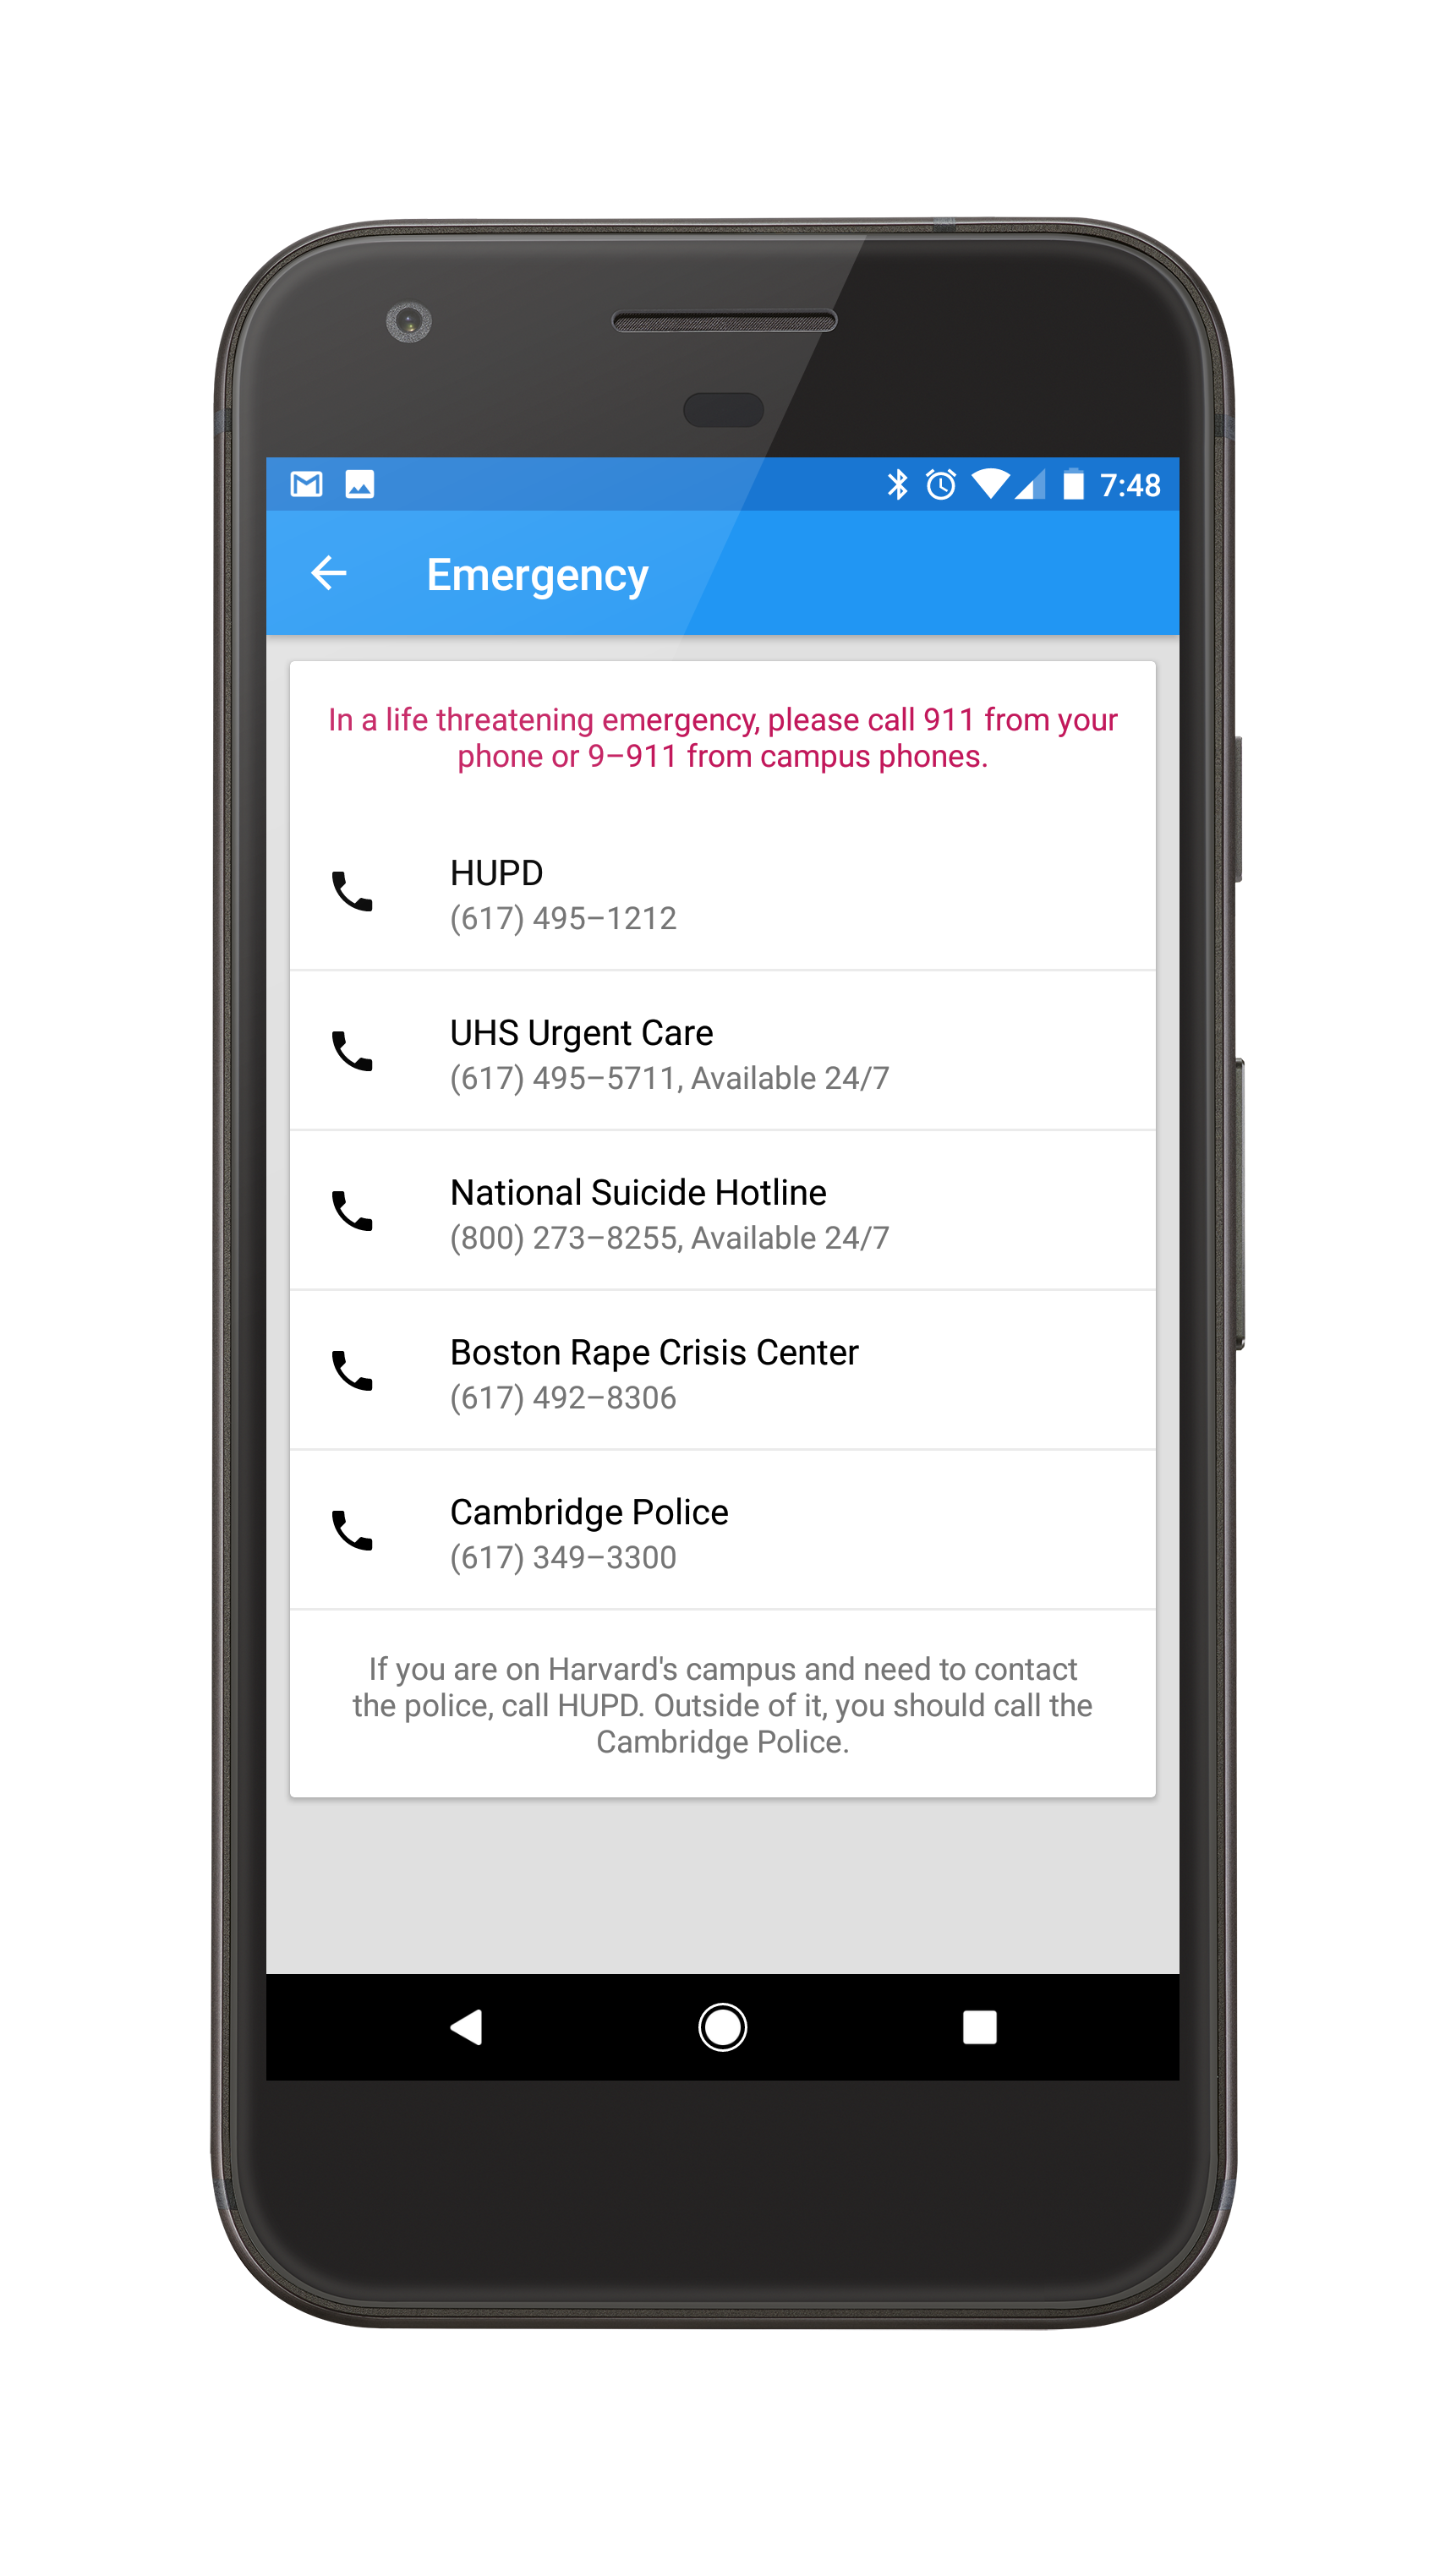 7:48
Emergency
In a life threatening emergency, please call 911 from your
phone or 9–911 from campus phones.
HUPD
(617) 495–1212
UHS Urgent Care
(617) 495–5711, Available 24/7
National Suicide Hotline
(800) 273–8255, Available 24/7
Boston Rape Crisis Center
(617) 492–8306
Cambridge Police
(617) 349–3300
If you are on Harvard's campus and need to contact
the police, call HUPD. Outside of it, you should call the
Cambridge Police.